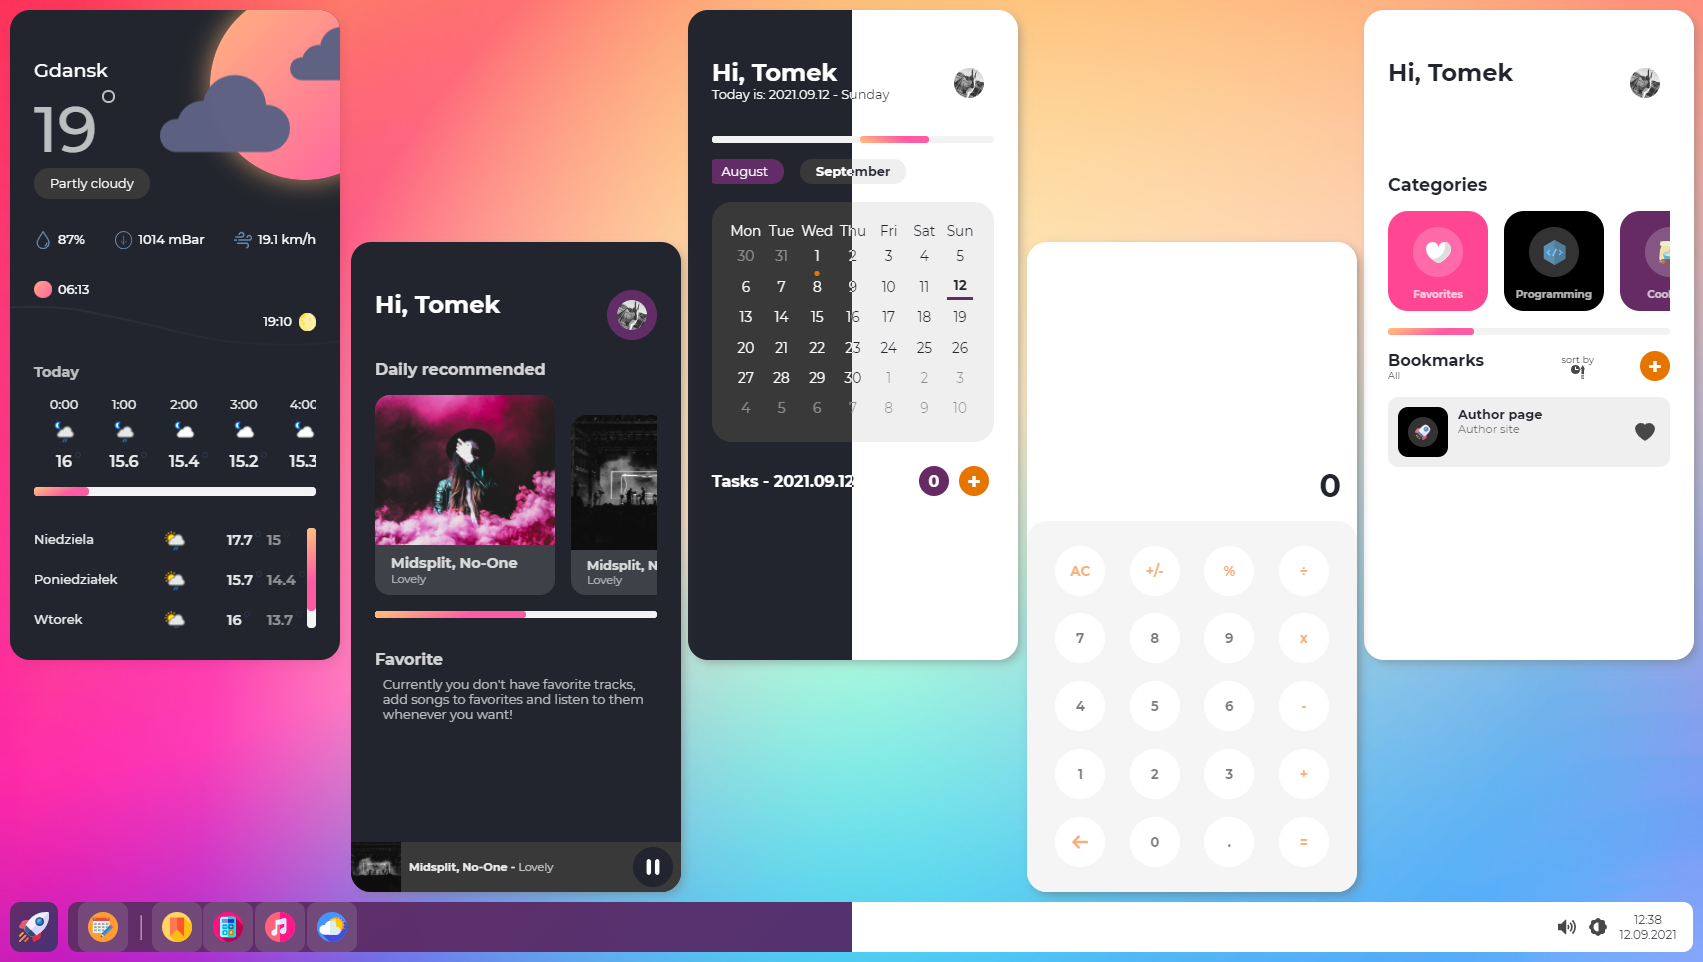 Gdansk
19°
Partly cloudy
87% 1014 mBar 19.1 km/h
06:13
19:10
Today
0:00 1:00 2:00 3:00 4:00
16 15.6 15.4 15.2 15.3
Niedziela 17.7 15
Poniedziałek 15.7 14.4
Wtorek 16 13.7
Hi, Tomek
Daily recommended
Midsplit, No-One
Lovely
Midsplit, N
Lovely
Favorite
Currently you don't have favorite tracks,
add songs to favorites and listen to them
whenever you want!
Midsplit, No-One - Lovely
Hi, Tomek
Today is: 2021.09.12 - Sunday
August September
Mon Tue Wed Thu Fri Sat Sun
30 31 1 2 3 4 5
6 7 8 9 10 11 12
13 14 15 16 17 18 19
20 21 22 23 24 25 26
27 28 29 30 1 2 3
4 5 6 7 8 9 10
Tasks - 2021.09.12 0 +
0
AC +/- % ÷
7 8 9 x
4 5 6 -
1 2 3 +
← 0 . =
Hi, Tomek
Categories
Favorites Programming Cool
Bookmarks
All
sort by
+
Author page
Author site
12:38
12.09.2021